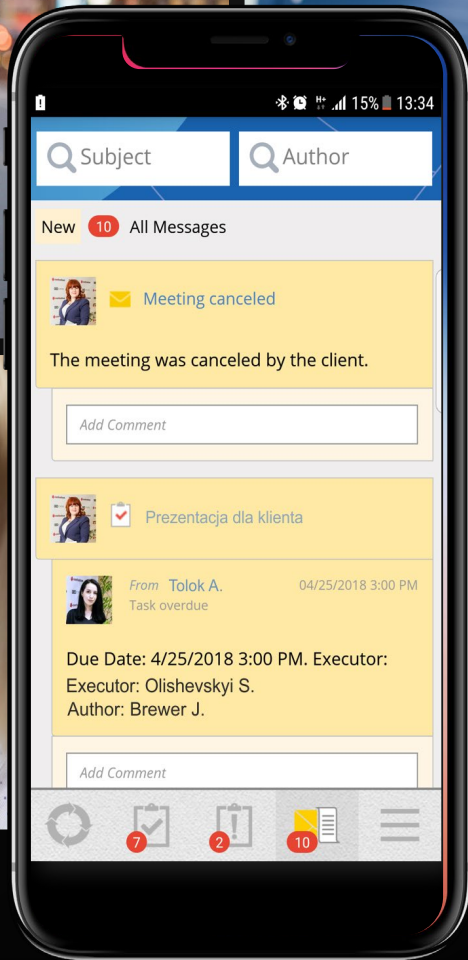 H+ 15% 13:34
Subject Author
New 10 All Messages
Meeting canceled
The meeting was canceled by the client.
Add Comment
Prezentacja dla klienta
From Tolok A. 04/25/2018 3:00 PM
Task overdue
Due Date: 4/25/2018 3:00 PM. Executor:
Executor: Olishevskyi S.
Author: Brewer J.
Add Comment
7 2 10